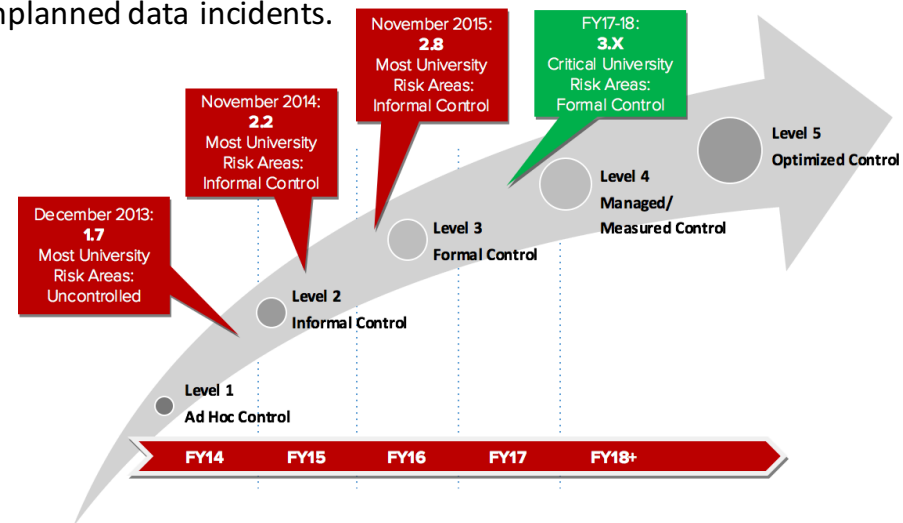 data incidents.
November 2015:
2.8
Most University
Risk Areas:
Informal Control
FY17-18:
3.X
Critical University
Risk Areas:
Formal Control
November 2014:
2.2
Most University
Risk Areas:
Informal Control
December 2013:
1.7
Most University
Risk Areas:
Uncontrolled
Level 5
Optimized Control
Level 4
Managed/
Measured Control
Level 3
Formal Control
Level 2
Informal Control
Level 1
Ad Hoc Control
FY14
FY15
FY16
FY17
FY18+